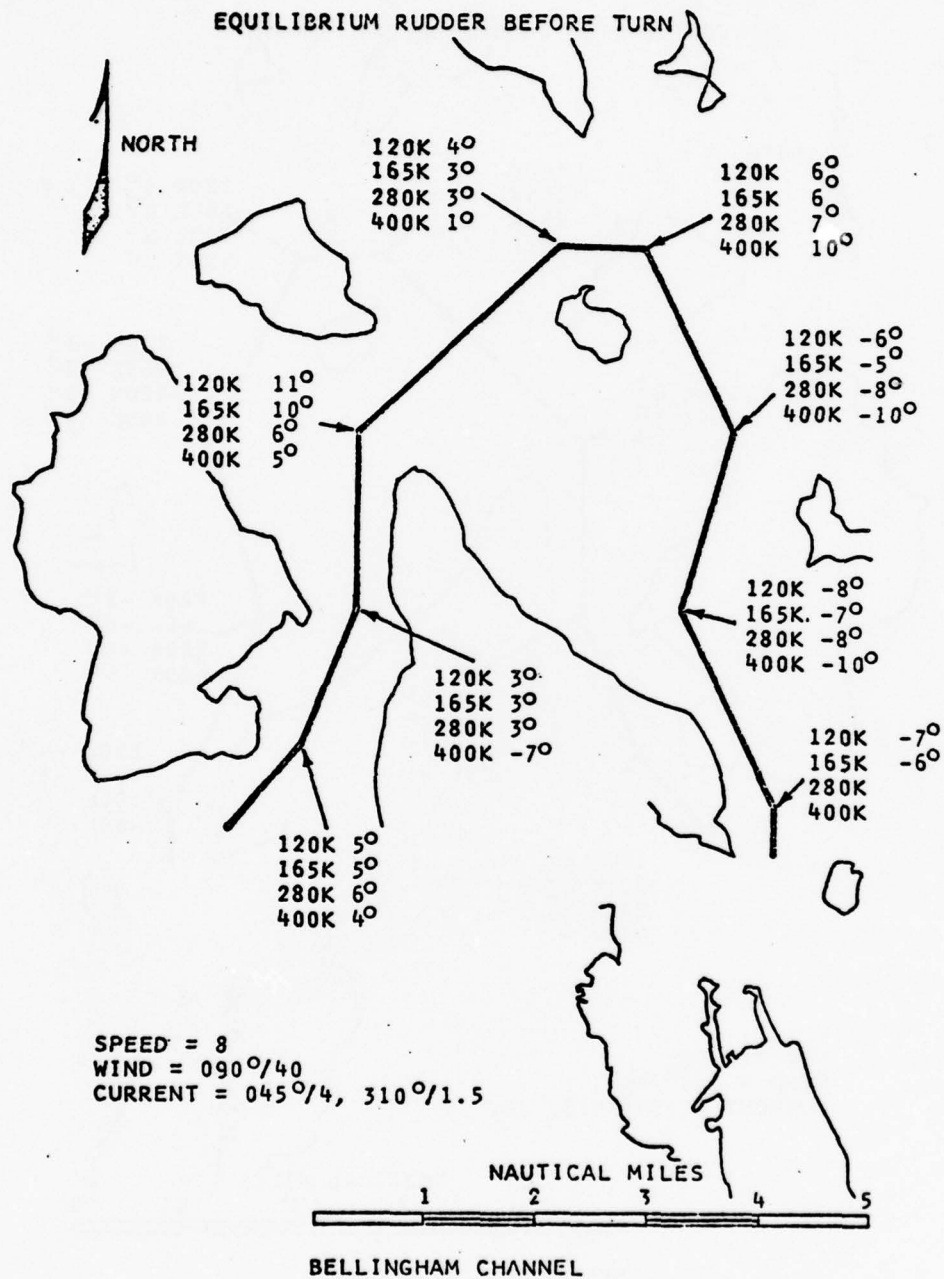 EQUILIBRIUM RUDDER BEFORE TURN
NORTH
120K 4°
165K 3°
280K 3°
400K 1°
120K 6°
165K 6°
280K 7°
400K 10°
120K -6°
165K -5°
280K -8°
400K -10°
120K 11°
165K 10°
280K 6°
400K 5°
120K -8°
165K. -7°
280K -8°
400K -10°
120K 3°
165K 3°
280K 3°
400K -7°
120K -7°
165K -6°
280K
400K
120K 5°
165K 5°
280K 6°
400K 4°
SPEED = 8
WIND = 090°/40
CURRENT = 045°/4, 310°/1.5
NAUTICAL MILES
1 2 3 4 5
BELLINGHAM CHANNEL